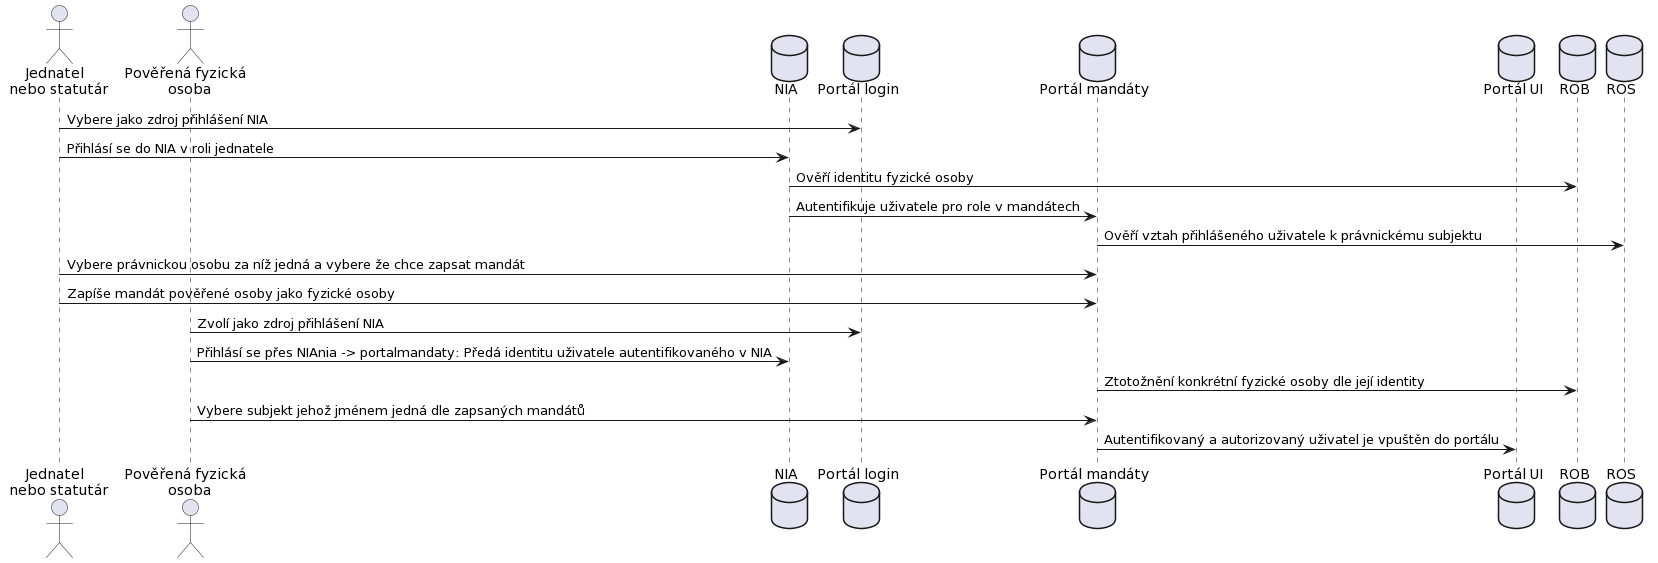 Jednatel
nebo statutár
Pověřená fyzická
osoba
NIA
Portál login
Portál mandáty
Portál UI
ROB
ROS
Vybere jako zdroj přihlášení NIA
Přihlásí se do NIA v roli jednatele
Ověří identitu fyzické osoby
Autentifikuje uživatele pro role v mandátech
Ověří vztah přihlášeného uživatele k právnickému subjektu
Vybere právnickou osobu za níž jedná a vybere že chce zapsat mandát
Zapíše mandát pověřené osoby jako fyzické osoby
Zvolí jako zdroj přihlášení NIA
Přihlásí se přes NIAnia -> portalmandaty: Předá identitu uživatele autentifikovaného v NIA
Ztotožnění konkrétní fyzické osoby dle její identity
Vybere subjekt jehož jménem jedná dle zapsaných mandátů
Autentifikovaný a autorizovaný uživatel je vpuštěn do portálu
Jednatel
nebo statutár
Pověřená fyzická
osoba
NIA
Portál login
Portál mandáty
Portál UI
ROB
ROS